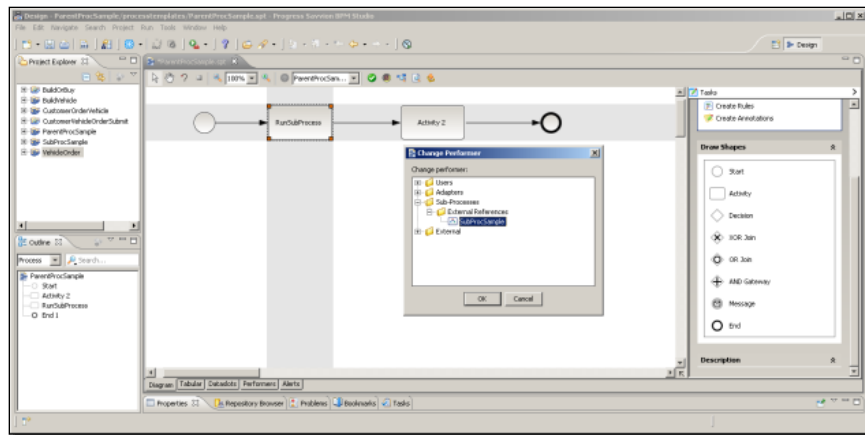 Design - ParentProcSample/processtemplates/ParentProcSample.spt - Progress Savvion BPM Studio
File Edit Navigate Search Project Run Tools Window Help
Design
Project Explorer
BuildOrBuy
BuildVehicle
CustomerOrderVehicle
CustomerVehicleOrderSubmit
ParentProcSample
SubProcSample
VehicleOrder
Outline
Process
Search...
ParentProcSample
Start
Activity 2
RunSubProcess
End 1
*ParentProcSample.spt
100%
ParentProcSam...
RunSubProcess
Activity 2
Change Performer
Change performer:
Users
Adapters
Sub-Processes
External References
SubProcSample
External
OK Cancel
Diagram Tabular Dataslots Performers Alerts
Properties Repository Browser Problems Bookmarks Tasks
Tasks
Create Rules
Create Annotations
Draw Shapes
Start
Activity
Decision
XOR Join
OR Join
AND Gateway
Message
End
Description